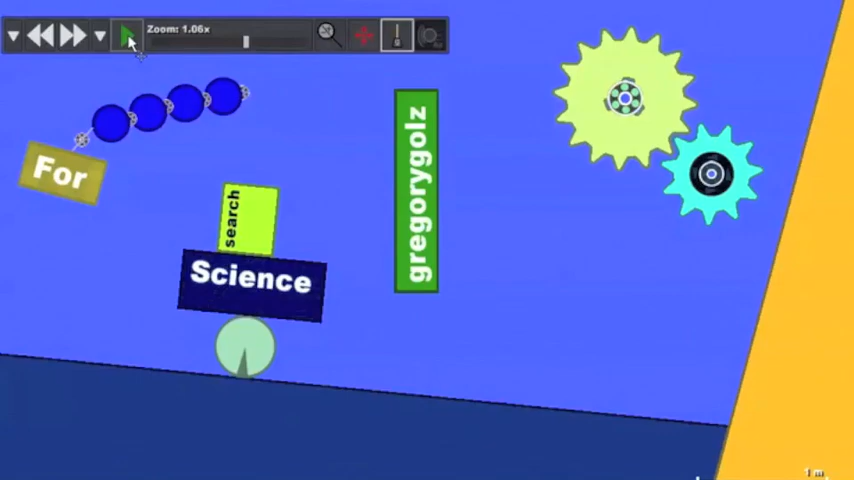 Zoom: 1.06x
For
search
Science
gregorygolz
1 m